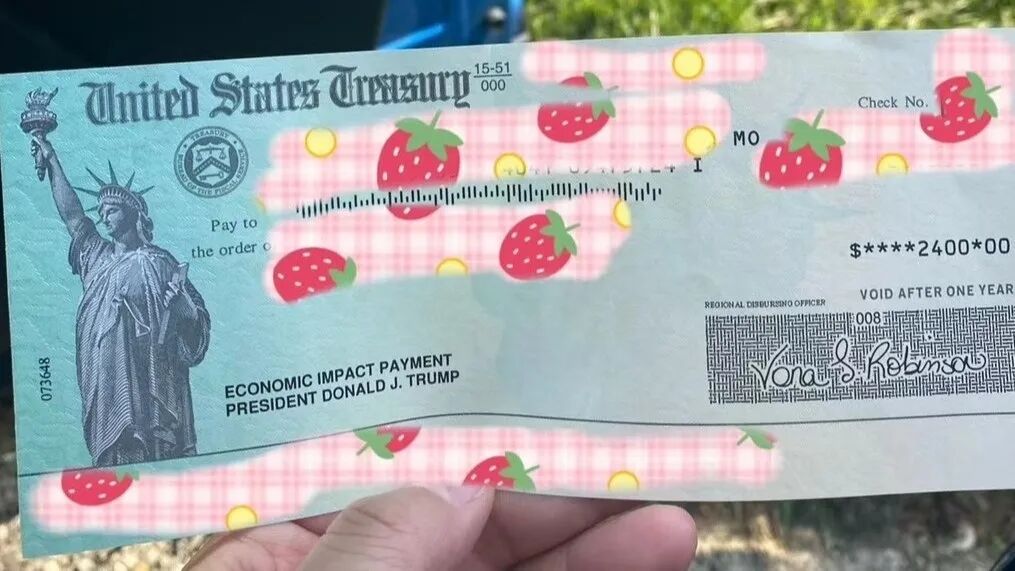 United States Treasury 15-51
000
Check No.
MO
I
Pay to
the order
$****2400*00
REGIONAL DISBURSING OFFICER
VOID AFTER ONE YEAR
008
Vona S. Robinson
ECONOMIC IMPACT PAYMENT
PRESIDENT DONALD J. TRUMP
073648